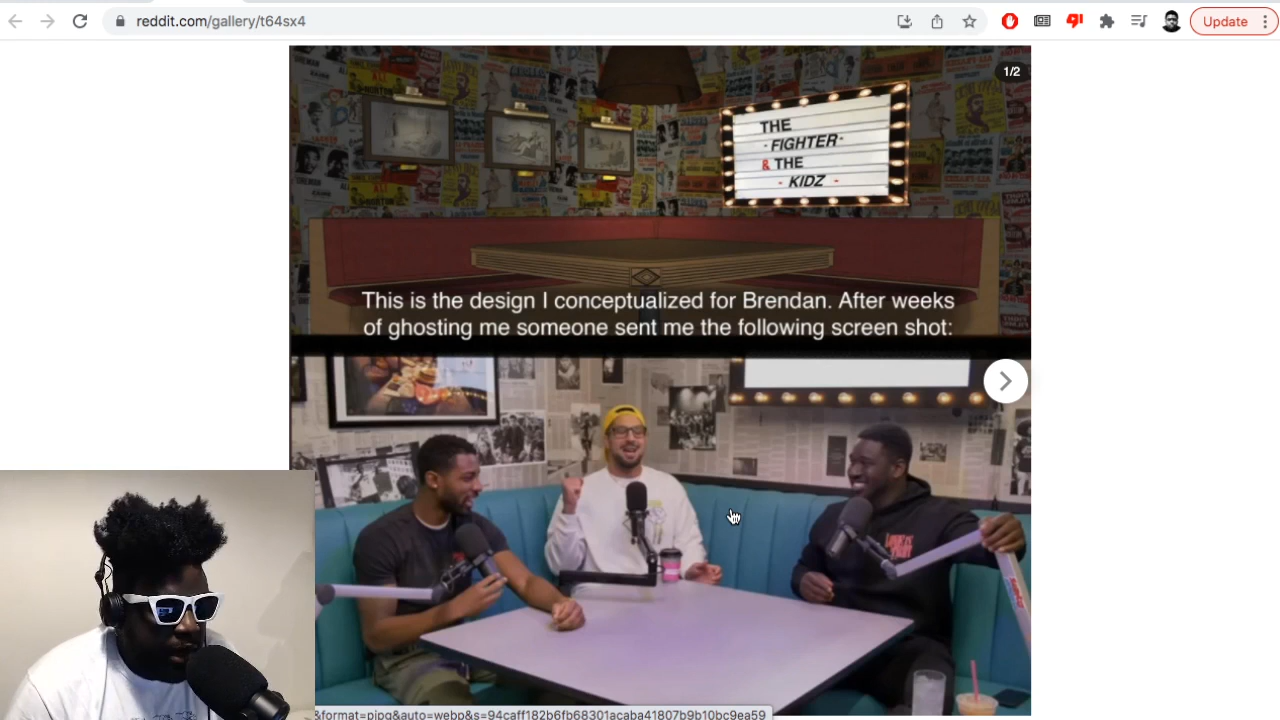 reddit.com/gallery/t64sx4
Update
1/2
THE
- FIGHTER -
& THE
- KIDZ -
This is the design I conceptualized for Brendan. After weeks
of ghosting me someone sent me the following screen shot:
&format=pjpg&auto=webp&s=94caff182b6fb68301acaba41807b9b10bc9ea59